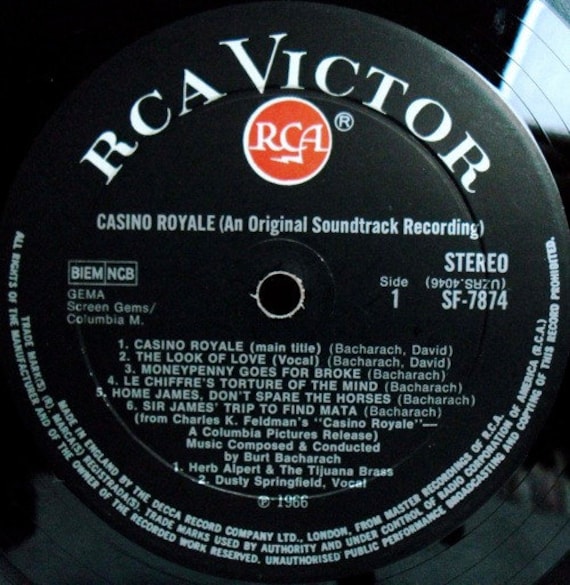 RCA VICTOR
RCA ®
CASINO ROYALE (An Original Soundtrack Recording)
BIEM NCB
GEMA
Screen Gems/
Columbia M.
STEREO
(UZRS.4046)
Side
1
SF-7874
1. CASINO ROYALE (main title) (Bacharach, David)
2. THE LOOK OF LOVE (Vocal) (Bacharach, David)
3. MONEYPENNY GOES FOR BROKE (Bacharach)
4. LE CHIFFRE'S TORTURE OF THE MIND (Bacharach)
5. HOME JAMES, DON'T SPARE THE HORSES (Bacharach)
6. SIR JAMES' TRIP TO FIND MATA (Bacharach)
(from Charles K. Feldman's "Casino Royale"—
A Columbia Pictures Release)
Music Composed & Conducted
by Burt Bacharach
1. Herb Alpert & The Tijuana Brass
2. Dusty Springfield, Vocal
℗ 1966
TRADE MARK(S) (R.), MARCA(S) REGISTRADA(S). TRADE MARKS USED BY AUTHORITY AND UNDER CONTROL OF RADIO CORPORATION OF AMERICA (R.C.A.)
MADE IN ENGLAND BY THE DECCA RECORD COMPANY LTD., LONDON, FROM MASTER RECORDINGS OF R.C.A.
ALL RIGHTS OF THE MANUFACTURER AND OF THE OWNER OF THE RECORDED WORK RESERVED. UNAUTHORISED PUBLIC PERFORMANCE BROADCASTING AND COPYING OF THIS RECORD PROHIBITED.